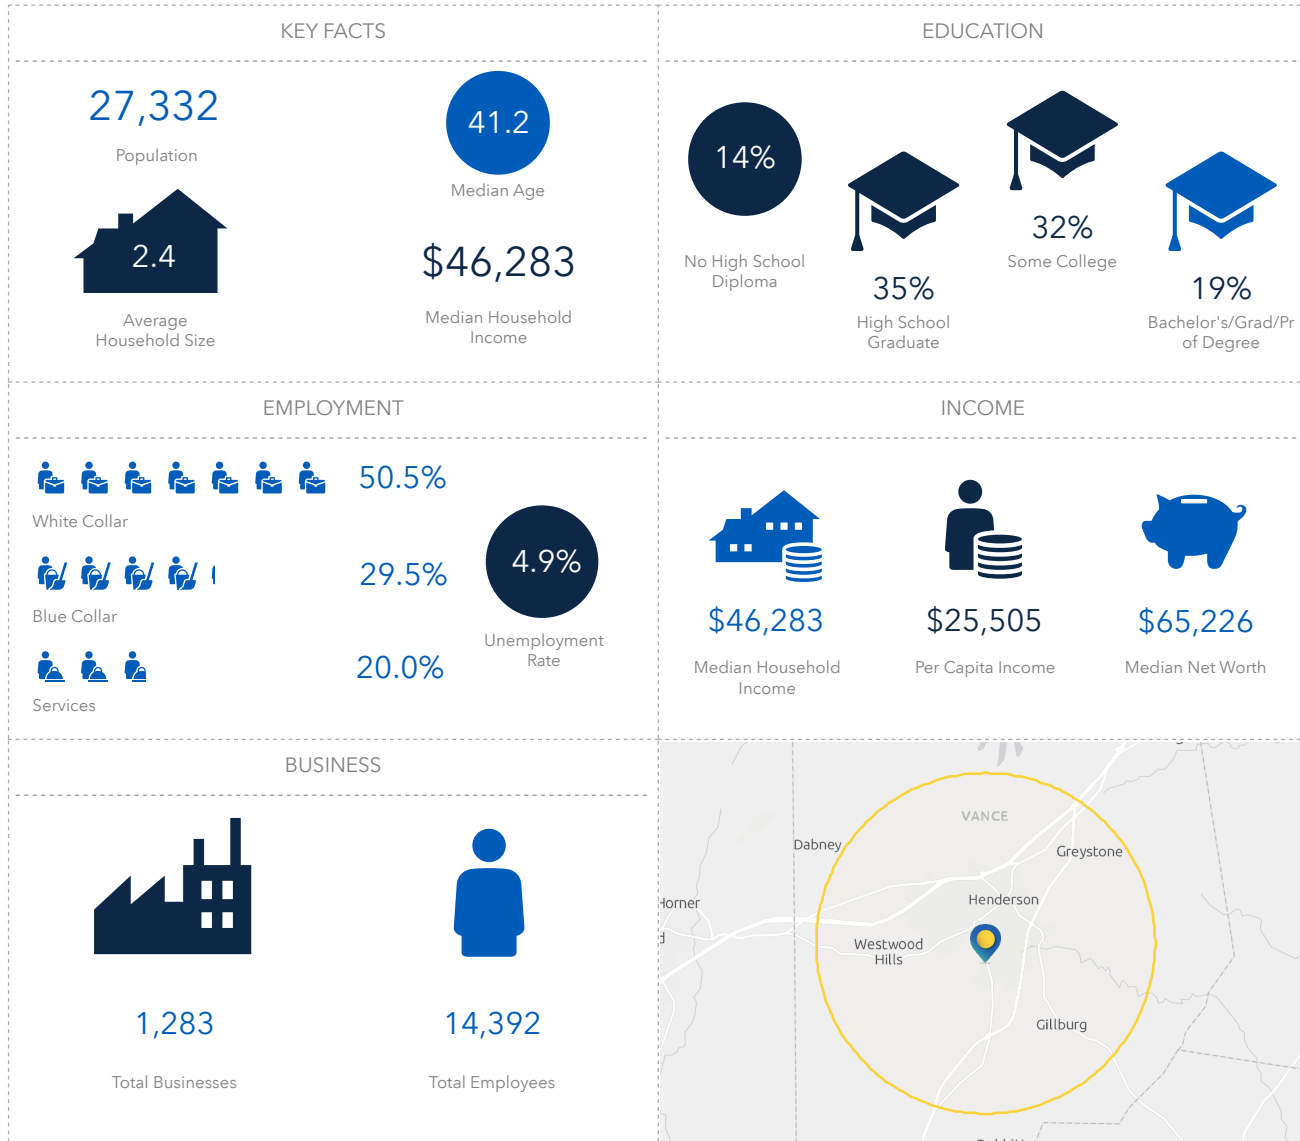 KEY FACTS
27,332
Population
41.2
Median Age
2.4
Average
Household Size
$46,283
Median Household
Income
EDUCATION
14%
No High School
Diploma
35%
High School
Graduate
32%
Some College
19%
Bachelor's/Grad/Pr
of Degree
EMPLOYMENT
50.5%
White Collar
29.5%
Blue Collar
20.0%
Services
4.9%
Unemployment
Rate
INCOME
$46,283
Median Household
Income
$25,505
Per Capita Income
$65,226
Median Net Worth
BUSINESS
1,283
Total Businesses
14,392
Total Employees
VANCE
Dabney
Greystone
Henderson
Westwood
Hills
Gillburg